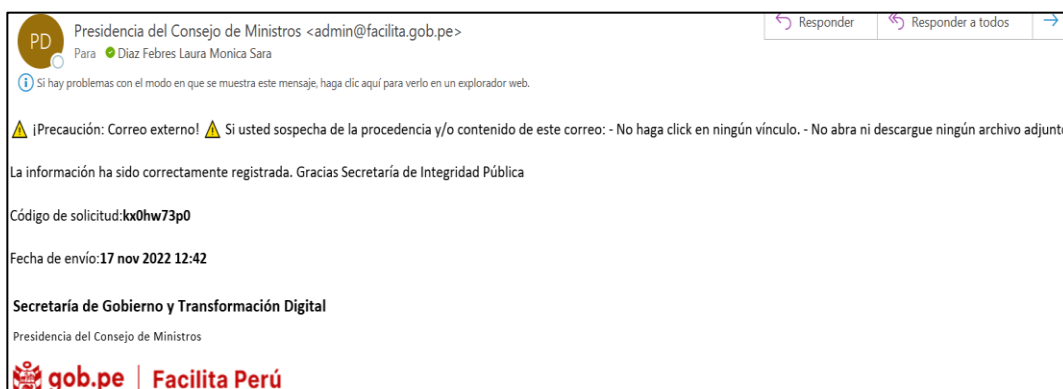 PD
Presidencia del Consejo de Ministros <admin@facilita.gob.pe>
Responder
Responder a todos
Para Diaz Febres Laura Monica Sara
Si hay problemas con el modo en que se muestra este mensaje, haga clic aquí para verlo en un explorador web.
¡Precaución: Correo externo! Si usted sospecha de la procedencia y/o contenido de este correo: - No haga click en ningún vínculo. - No abra ni descargue ningún archivo adjunto
La información ha sido correctamente registrada. Gracias Secretaría de Integridad Pública
Código de solicitud:kx0hw73p0
Fecha de envío:17 nov 2022 12:42
Secretaría de Gobierno y Transformación Digital
Presidencia del Consejo de Ministros
gob.pe | Facilita Perú